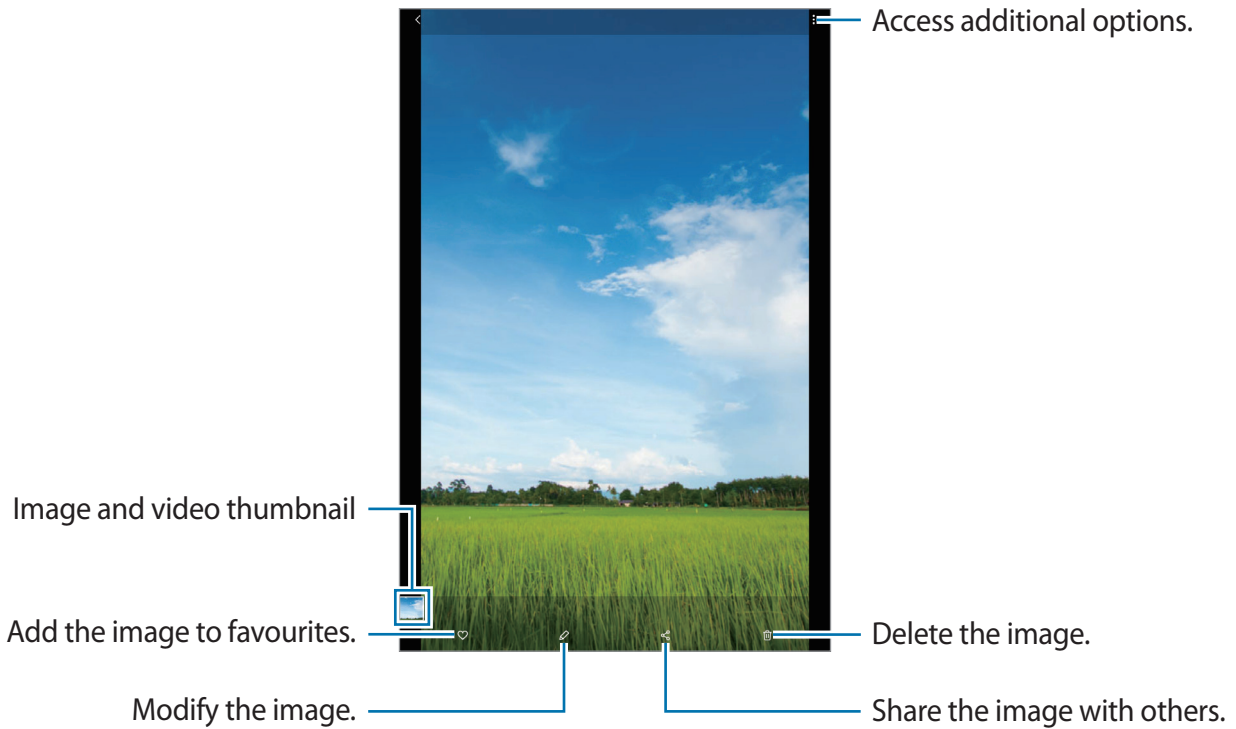 Access additional options.
Image and video thumbnail
Add the image to favourites.
Delete the image.
Modify the image.
Share the image with others.